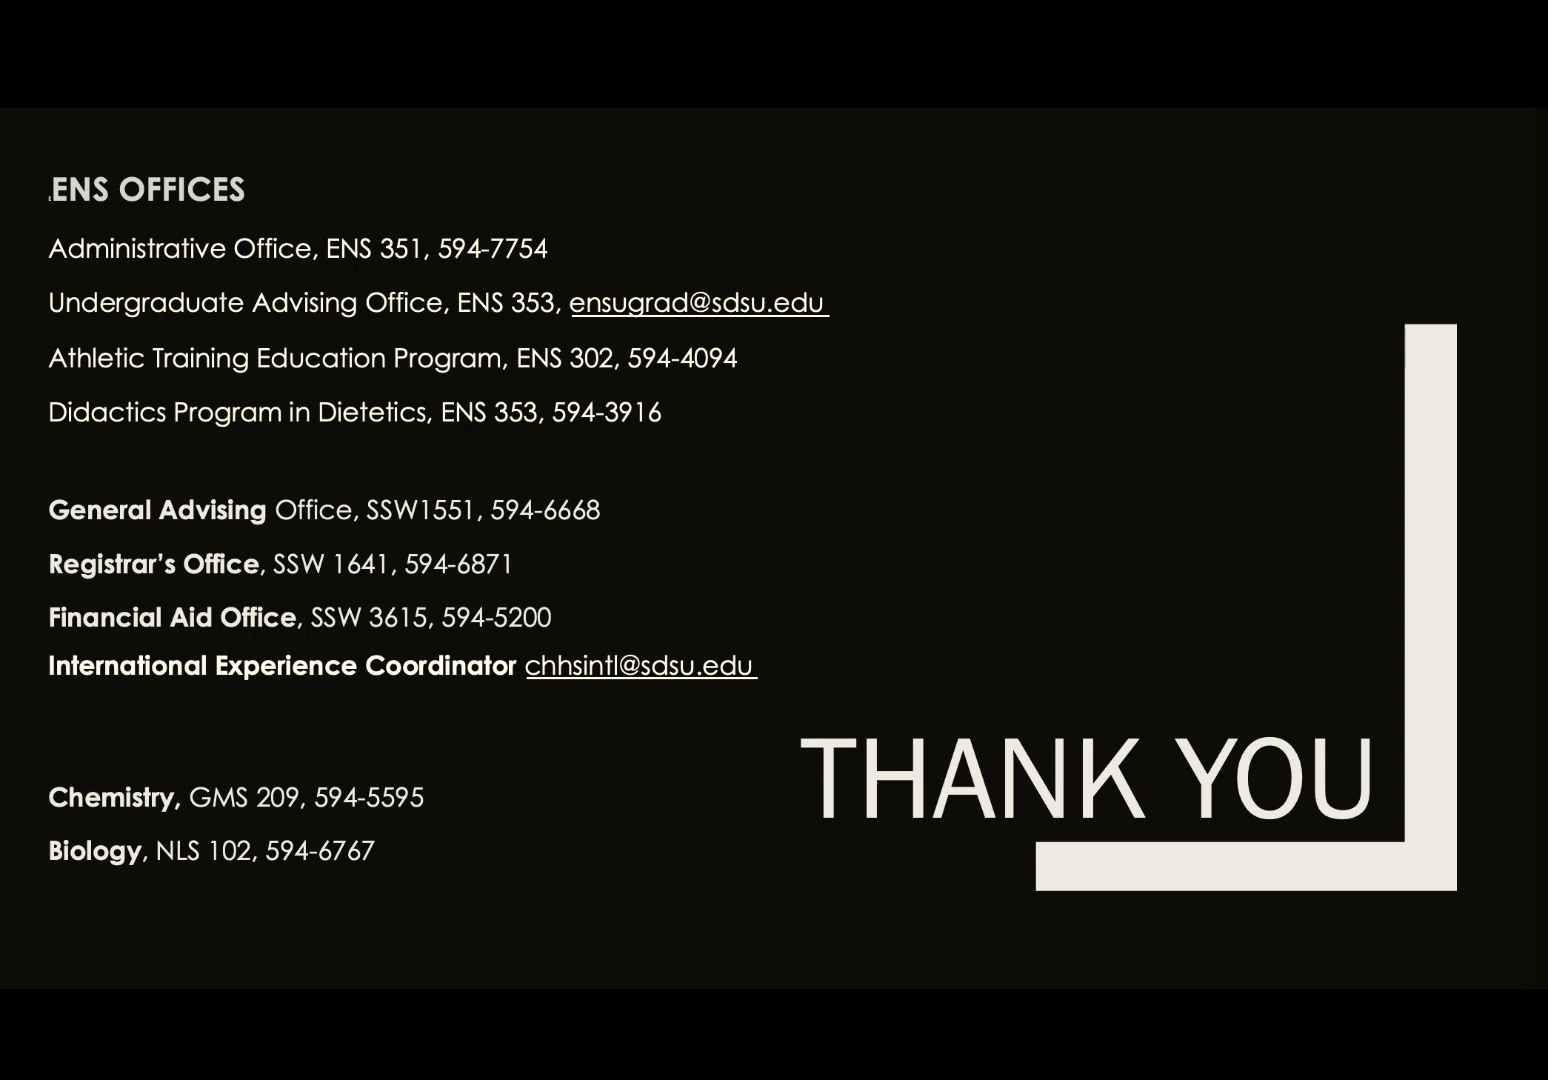 ENS OFFICES
Administrative Office, ENS 351, 594-7754
Undergraduate Advising Office, ENS 353, ensugrad@sdsu.edu
Athletic Training Education Program, ENS 302, 594-4094
Didactics Program in Dietetics, ENS 353, 594-3916
General Advising Office, SSW1551, 594-6668
Registrar’s Office, SSW 1641, 594-6871
Financial Aid Office, SSW 3615, 594-5200
International Experience Coordinator chhsintl@sdsu.edu
Chemistry, GMS 209, 594-5595
Biology, NLS 102, 594-6767
THANK YOU